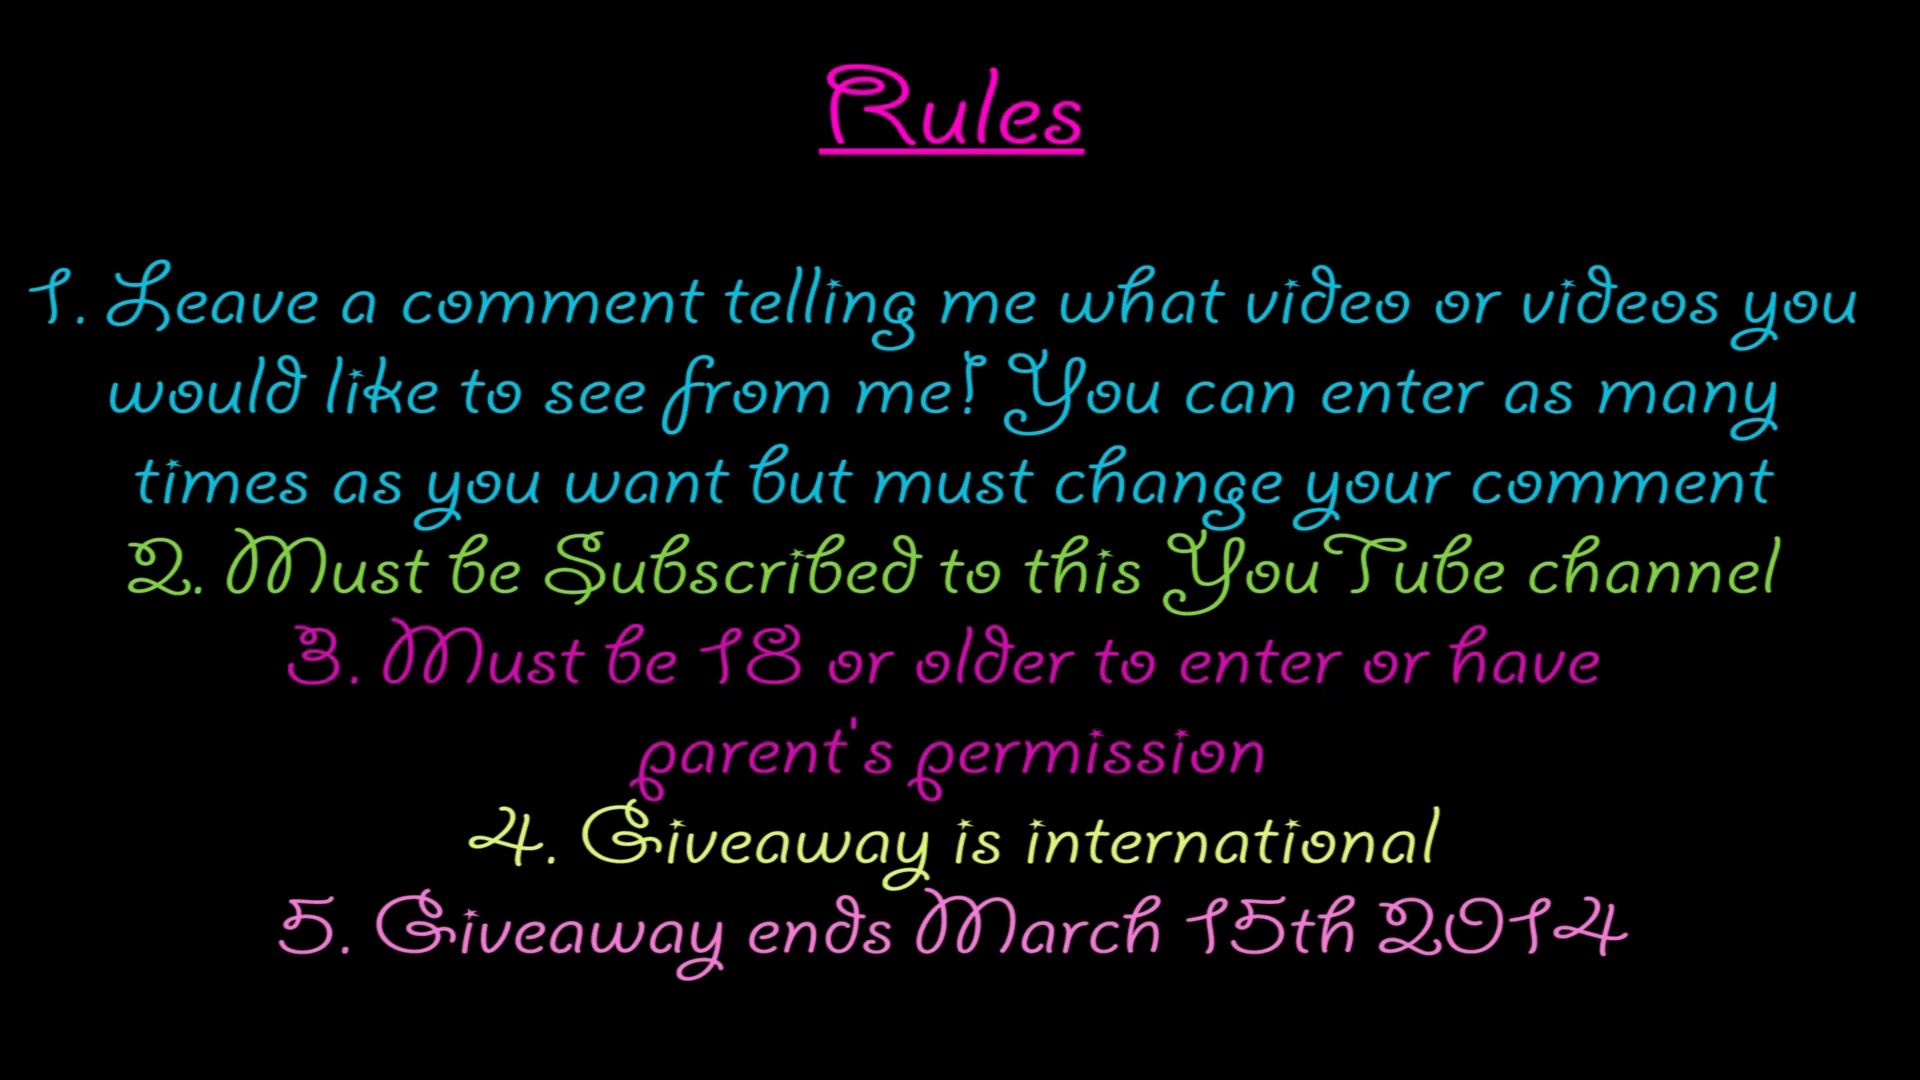 Rules
1. Leave a comment telling me what video or videos you
would like to see from me! You can enter as many
times as you want but must change your comment
2. Must be Subscribed to this YouTube channel
3. Must be 18 or older to enter or have
parent's permission
4. Giveaway is international
5. Giveaway ends March 15th 2014